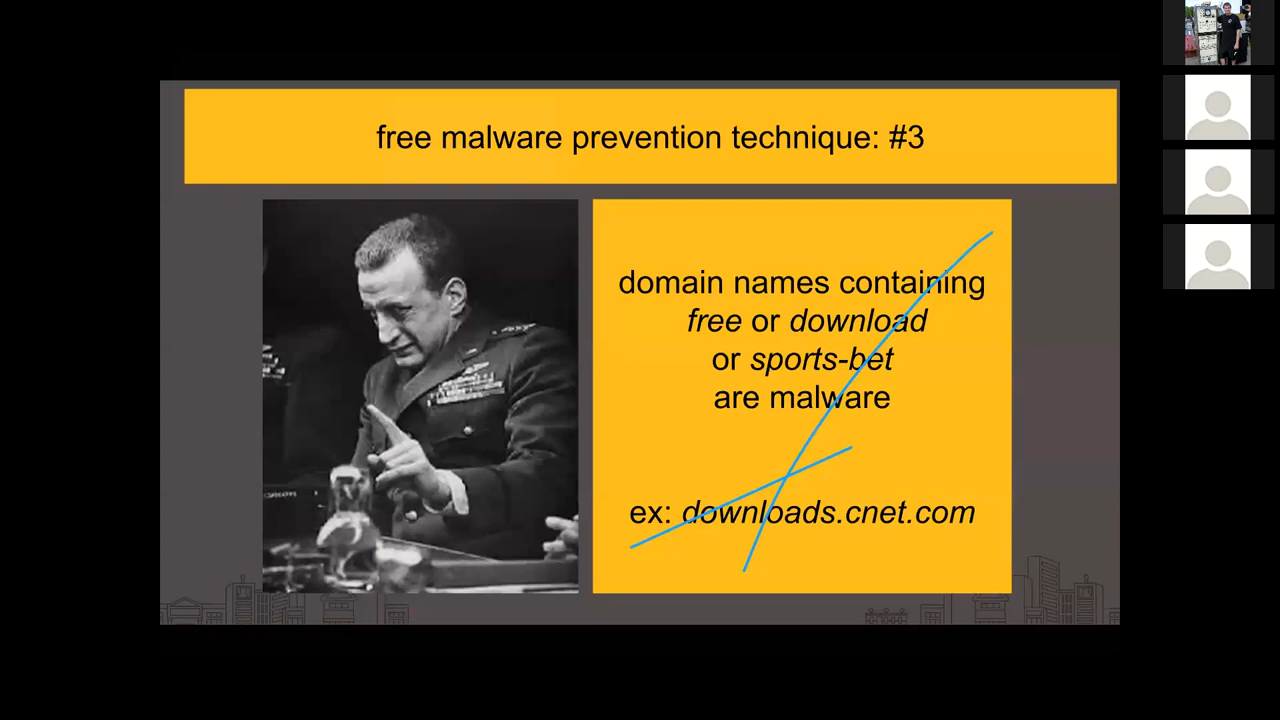 free malware prevention technique: #3
domain names containing
free or download
or sports-bet
are malware
ex: downloads.cnet.com